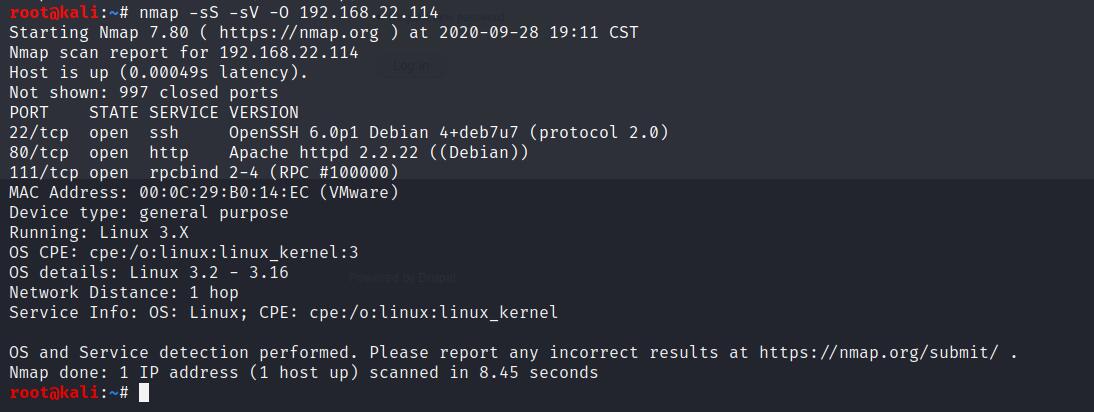 root@kali:~# nmap -sS -sV -O 192.168.22.114
Starting Nmap 7.80 ( https://nmap.org ) at 2020-09-28 19:11 CST
Nmap scan report for 192.168.22.114
Host is up (0.00049s latency).
Log in
Not shown: 997 closed ports
PORT    STATE SERVICE VERSION
22/tcp  open  ssh     OpenSSH 6.0p1 Debian 4+deb7u7 (protocol 2.0)
80/tcp  open  http    Apache httpd 2.2.22 ((Debian))
111/tcp open  rpcbind 2-4 (RPC #100000)
MAC Address: 00:0C:29:B0:14:EC (VMware)
Device type: general purpose
Running: Linux 3.X
OS CPE: cpe:/o:linux:linux_kernel:3
OS details: Linux 3.2 - 3.16
Powered by Drupal
Network Distance: 1 hop
Service Info: OS: Linux; CPE: cpe:/o:linux:linux_kernel
OS and Service detection performed. Please report any incorrect results at https://nmap.org/submit/ .
Nmap done: 1 IP address (1 host up) scanned in 8.45 seconds
root@kali:~#